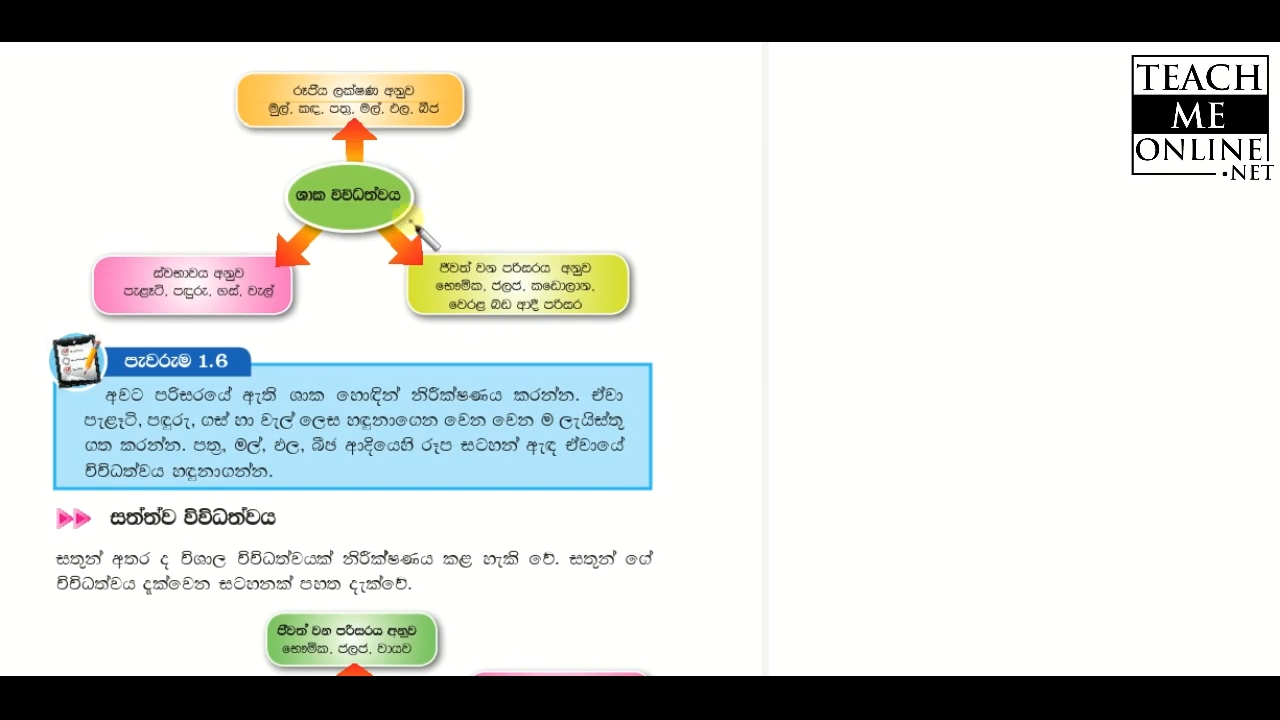 රූපීය ලක්ෂණ අනුව
මුල්, කඳ, පත්‍ර, මල්, ඵල, බීජ
ශාක විවිධත්වය
ස්වභාවය අනුව
පැළෑටි, පඳුරු, ගස්, වැල්
ජීවත් වන පරිසරය අනුව
භෞමික, ජලජ, කඩොලාන,
වෙරළ බඩ ආදී පරිසර
පැවරුම 1.6
අවට පරිසරයේ ඇති ශාක හොඳින් නිරීක්ෂණය කරන්න. ඒවා
පැළෑටි, පඳුරු, ගස් හා වැල් ලෙස හඳුනාගෙන වෙන වෙන ම ලැයිස්තු
ගත කරන්න. පත්‍ර, මල්, ඵල, බීජ ආදියෙහි රූප සටහන් ඇඳ ඒවායේ
විවිධත්වය හඳුනාගන්න.
සත්ත්ව විවිධත්වය
සතුන් අතර ද විශාල විවිධත්වයක් නිරීක්ෂණය කළ හැකි වේ. සතුන් ගේ
විවිධත්වය දැක්වෙන සටහනක් පහත දැක්වේ.
ජීවත් වන පරිසරය අනුව
භෞමික, ජලජ, වායව
TEACH
ME
ONLINE
.NET